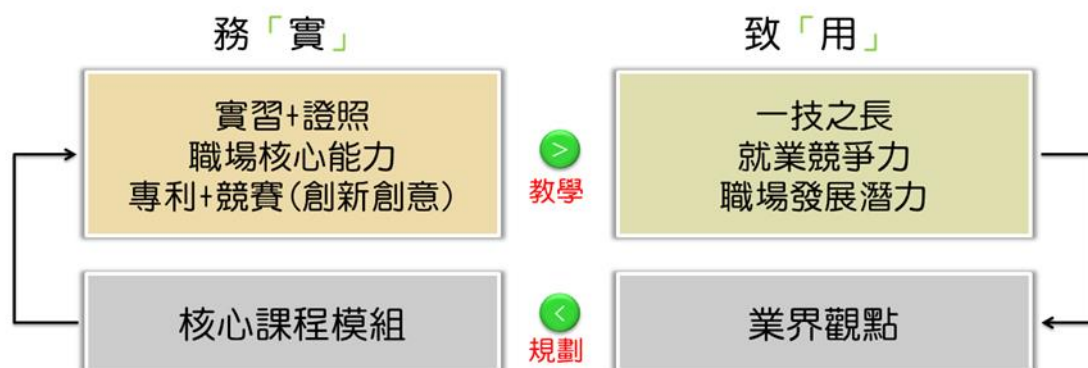 務「實」
致「用」
實習+證照
職場核心能力
專利+競賽(創新創意)
>
教學
一技之長
就業競爭力
職場發展潛力
核心課程模組
<
規劃
業界觀點